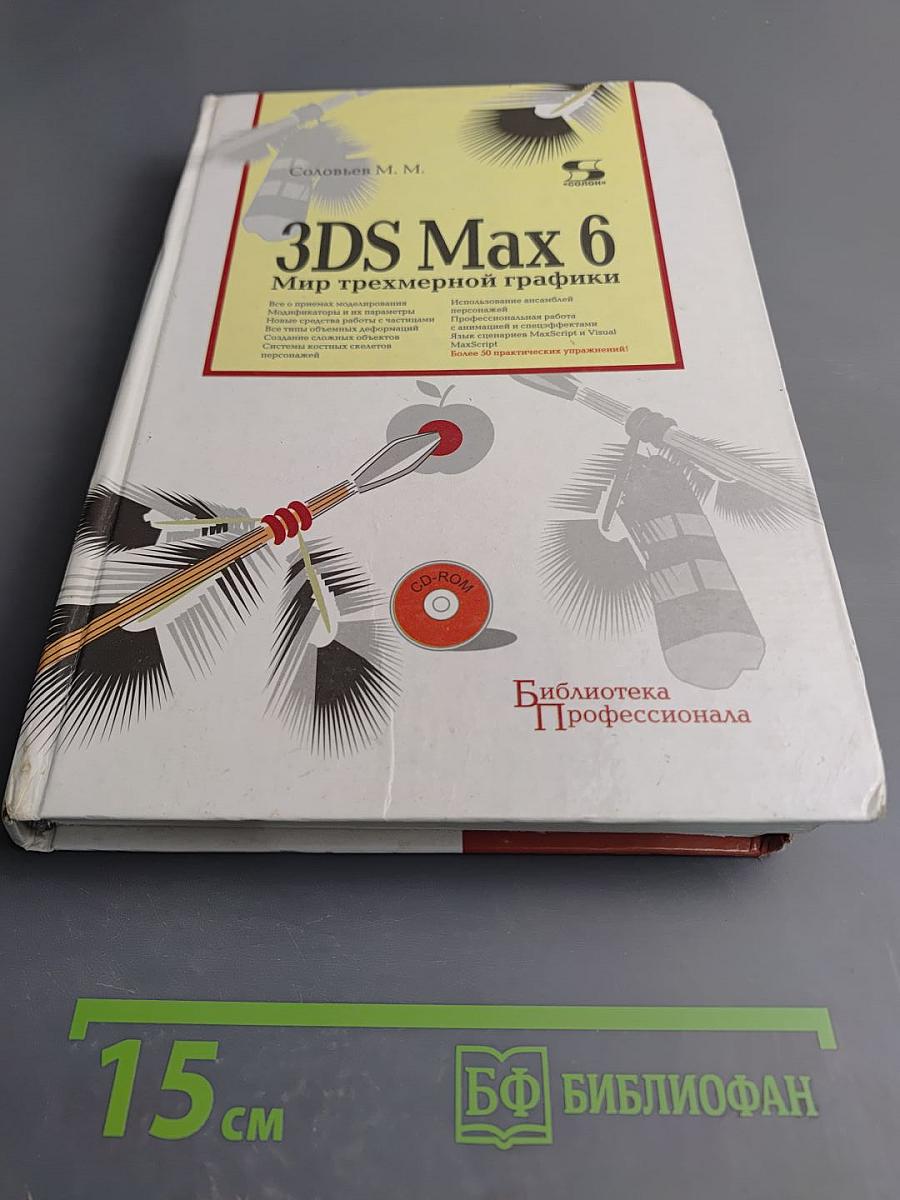 Соловьев М. М.
«СОЛОН»
3DS Max 6
Мир трехмерной графики
Все о приемах моделирования
Модификаторы и их параметры
Новые средства работы с частицами
Все типы объемных деформаций
Создание сложных объектов
Системы костных скелетов
персонажей
Использование ансамблей
персонажей
Профессиональная работа
с анимацией и спецэффектами
Язык сценариев MaxScript и Visual
MaxScript
Более 50 практических упражнений!
CD-ROM
Библиотека
Профессионала
15 см
БФ БИБЛИОФАН